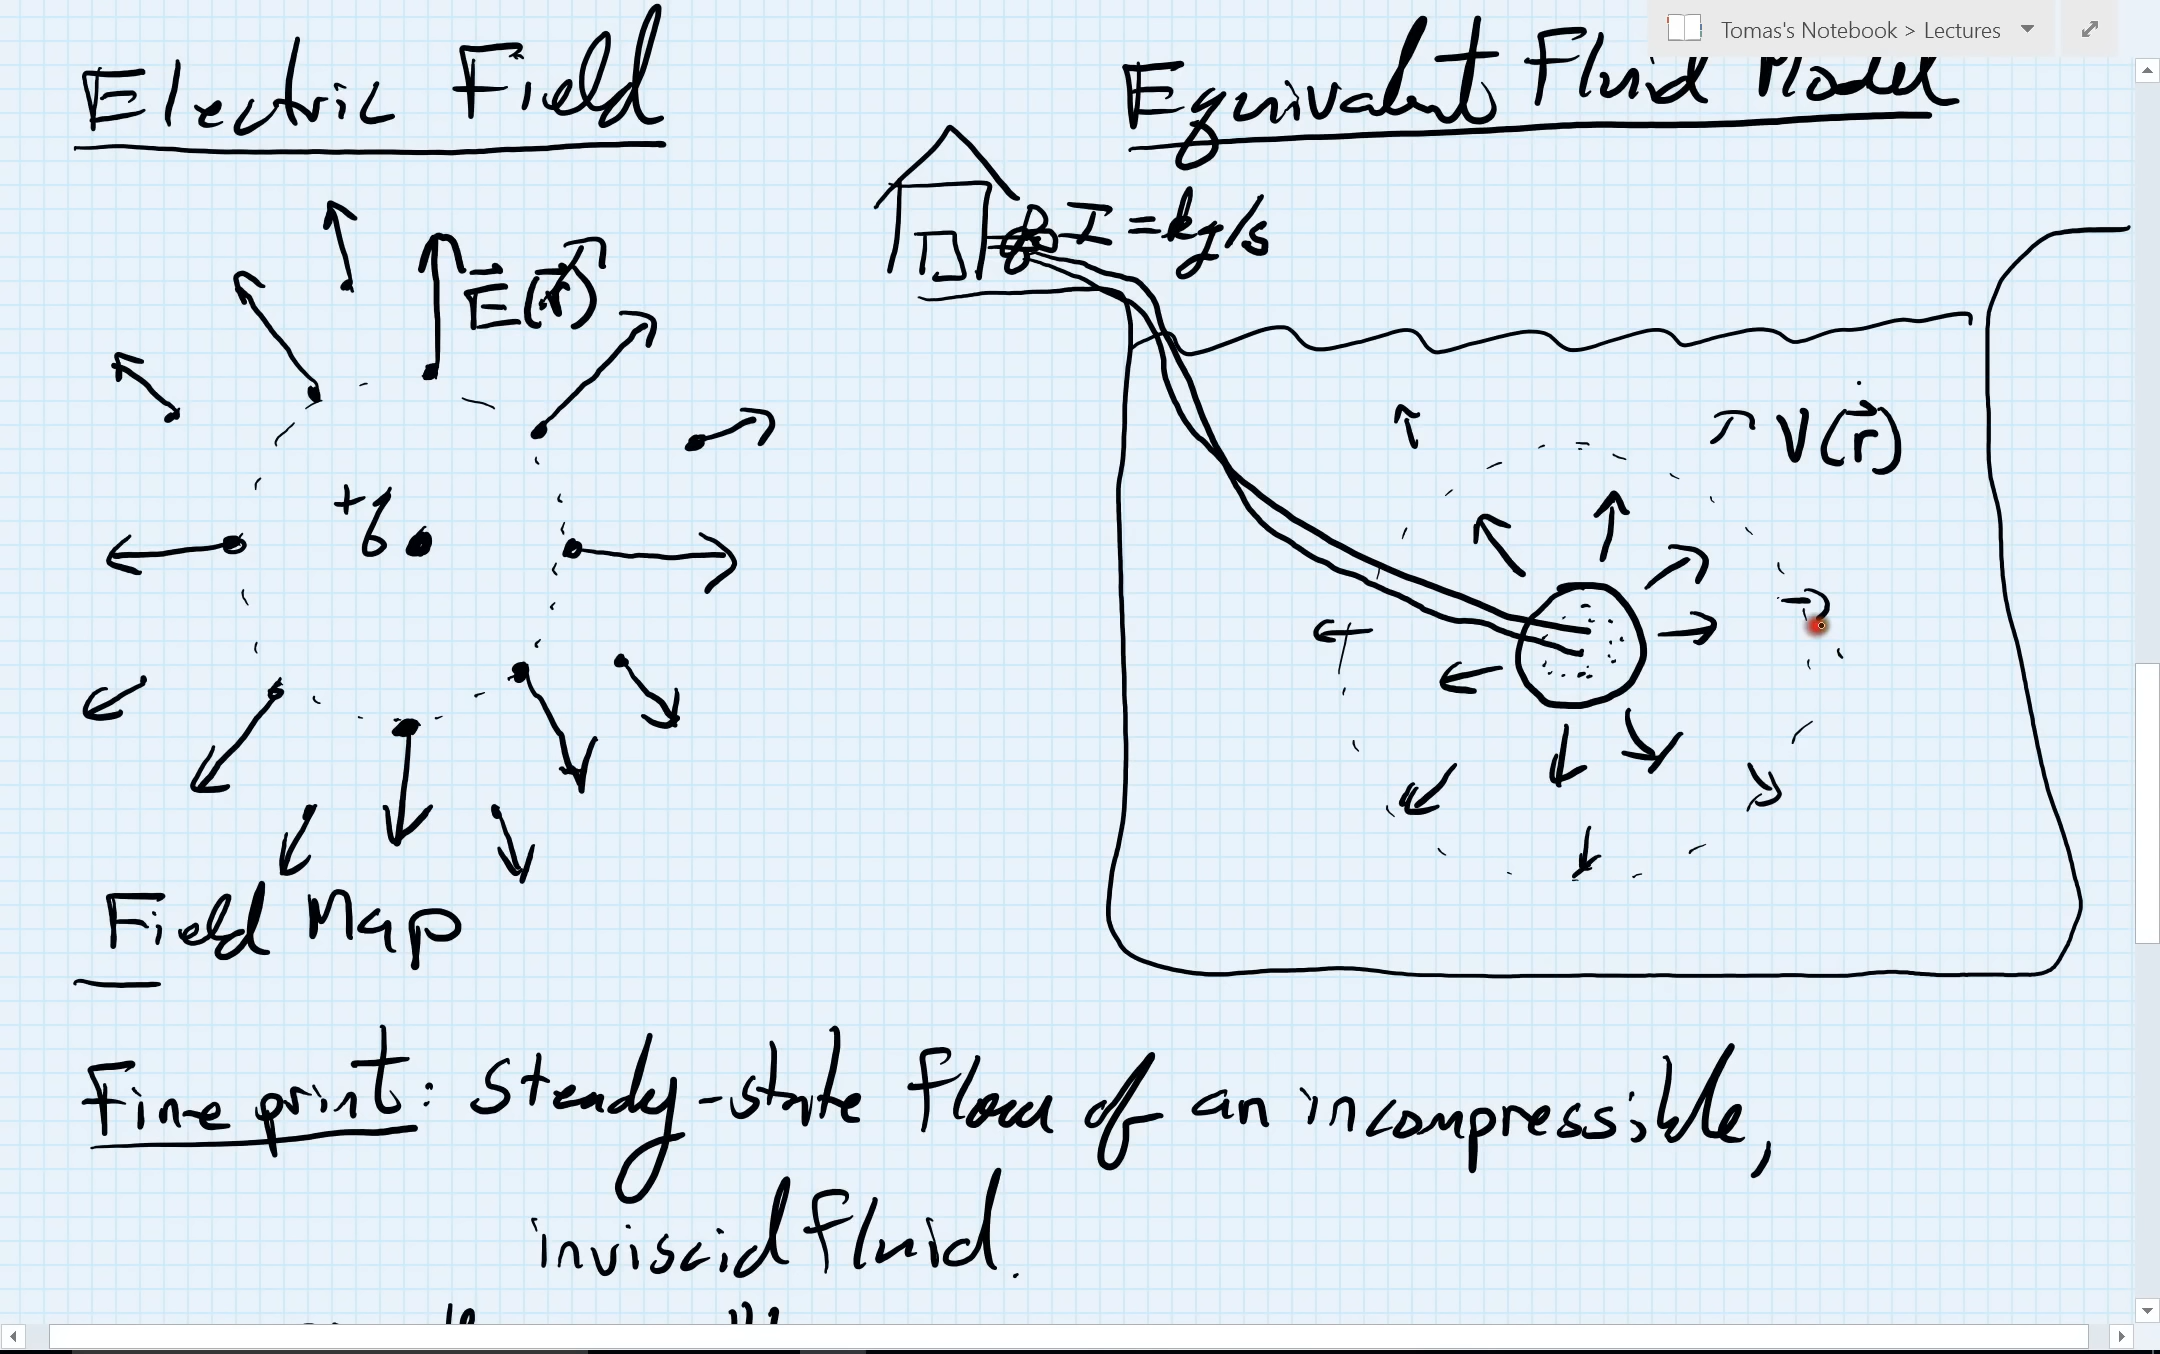 Tomas's Notebook > Lectures
Electric Field
Equivalent Fluid Model
I = kg/s
E(r)
V(r)
+q
Field Map
Fine print: Steady-state flow of an incompressible,
inviscid fluid.